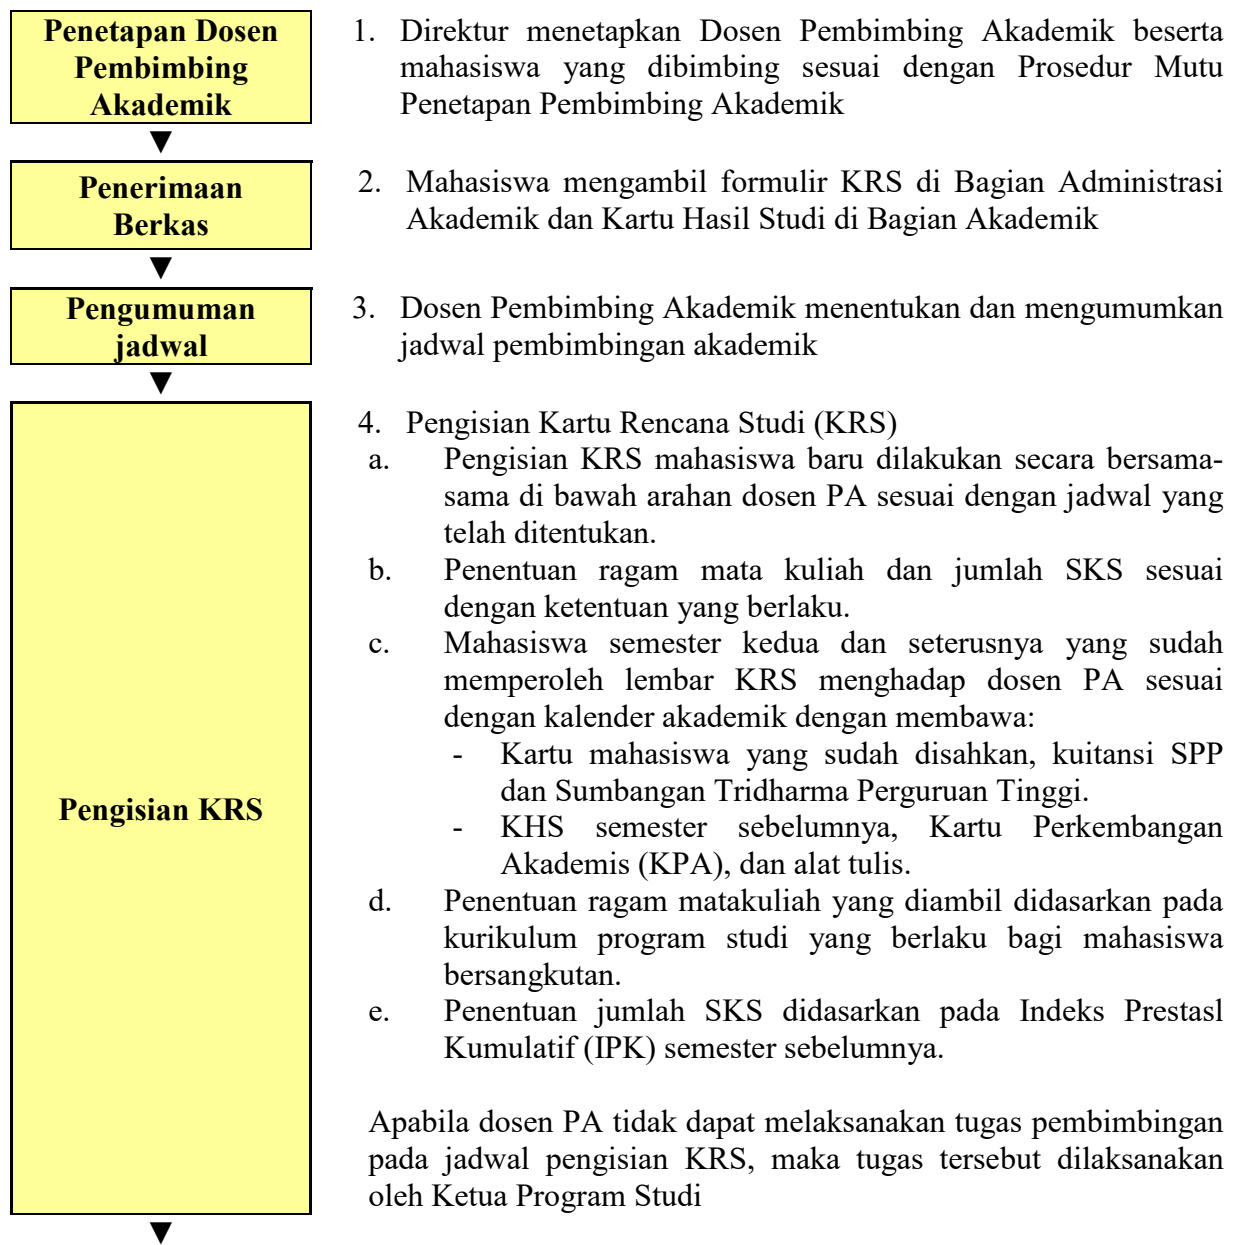 Penetapan Dosen
Pembimbing
Akademik
1. Direktur menetapkan Dosen Pembimbing Akademik beserta
mahasiswa yang dibimbing sesuai dengan Prosedur Mutu
Penetapan Pembimbing Akademik
▼
Penerimaan
Berkas
2. Mahasiswa mengambil formulir KRS di Bagian Administrasi
Akademik dan Kartu Hasil Studi di Bagian Akademik
▼
Pengumuman
jadwal
3. Dosen Pembimbing Akademik menentukan dan mengumumkan
jadwal pembimbingan akademik
▼
Pengisian KRS
4. Pengisian Kartu Rencana Studi (KRS)
a. Pengisian KRS mahasiswa baru dilakukan secara bersama-
sama di bawah arahan dosen PA sesuai dengan jadwal yang
telah ditentukan.
b. Penentuan ragam mata kuliah dan jumlah SKS sesuai
dengan ketentuan yang berlaku.
c. Mahasiswa semester kedua dan seterusnya yang sudah
memperoleh lembar KRS menghadap dosen PA sesuai
dengan kalender akademik dengan membawa:
- Kartu mahasiswa yang sudah disahkan, kuitansi SPP
dan Sumbangan Tridharma Perguruan Tinggi.
- KHS semester sebelumnya, Kartu Perkembangan
Akademis (KPA), dan alat tulis.
d. Penentuan ragam matakuliah yang diambil didasarkan pada
kurikulum program studi yang berlaku bagi mahasiswa
bersangkutan.
e. Penentuan jumlah SKS didasarkan pada Indeks Prestasl
Kumulatif (IPK) semester sebelumnya.
Apabila dosen PA tidak dapat melaksanakan tugas pembimbingan
pada jadwal pengisian KRS, maka tugas tersebut dilaksanakan
oleh Ketua Program Studi
▼